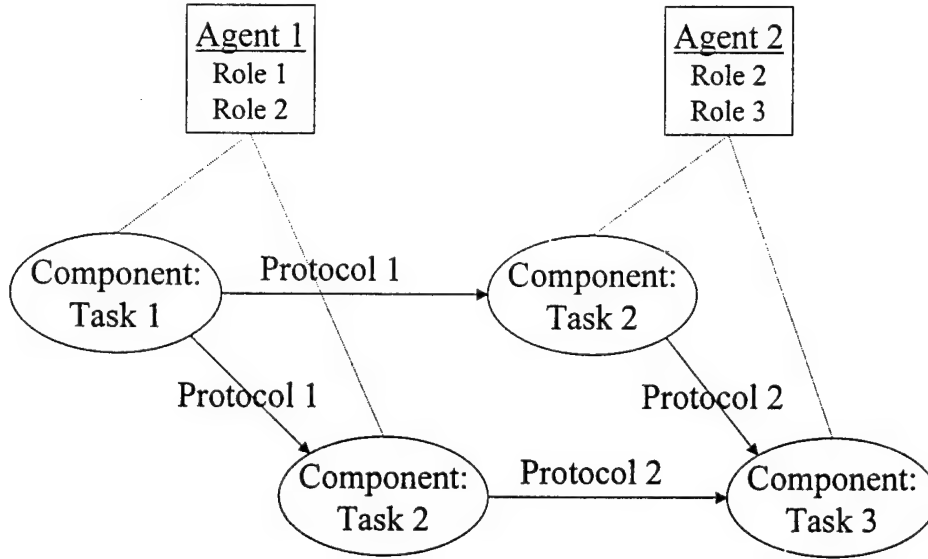 Agent 1
Role 1
Role 2
Agent 2
Role 2
Role 3
Component:
Task 1
Protocol 1
Component:
Task 2
Protocol 1
Protocol 2
Component:
Task 2
Protocol 2
Component:
Task 3